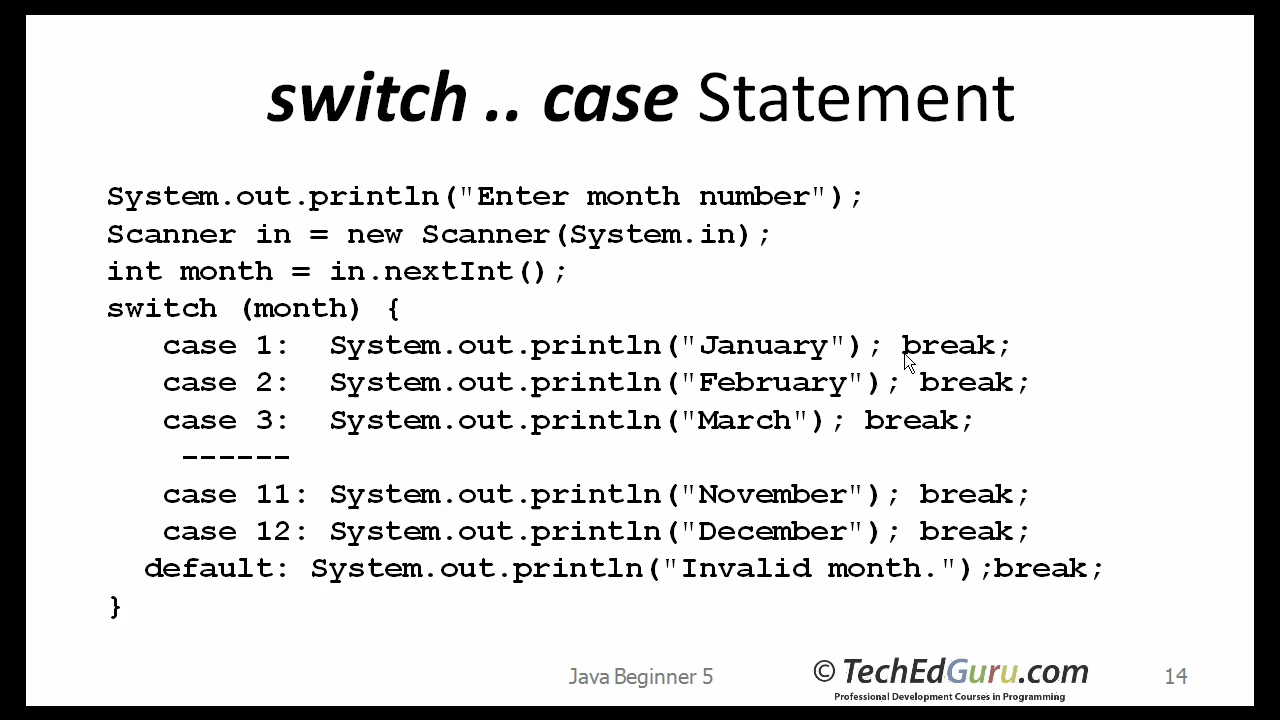 switch .. case Statement
System.out.println("Enter month number");
Scanner in = new Scanner(System.in);
int month = in.nextInt();
switch (month) {
case 1:  System.out.println("January"); break;
case 2:  System.out.println("February"); break;
case 3:  System.out.println("March"); break;
------
case 11: System.out.println("November"); break;
case 12: System.out.println("December"); break;
default: System.out.println("Invalid month.");break;
}
Java Beginner 5
© TechEdGuru.com
Professional Development Courses in Programming
14